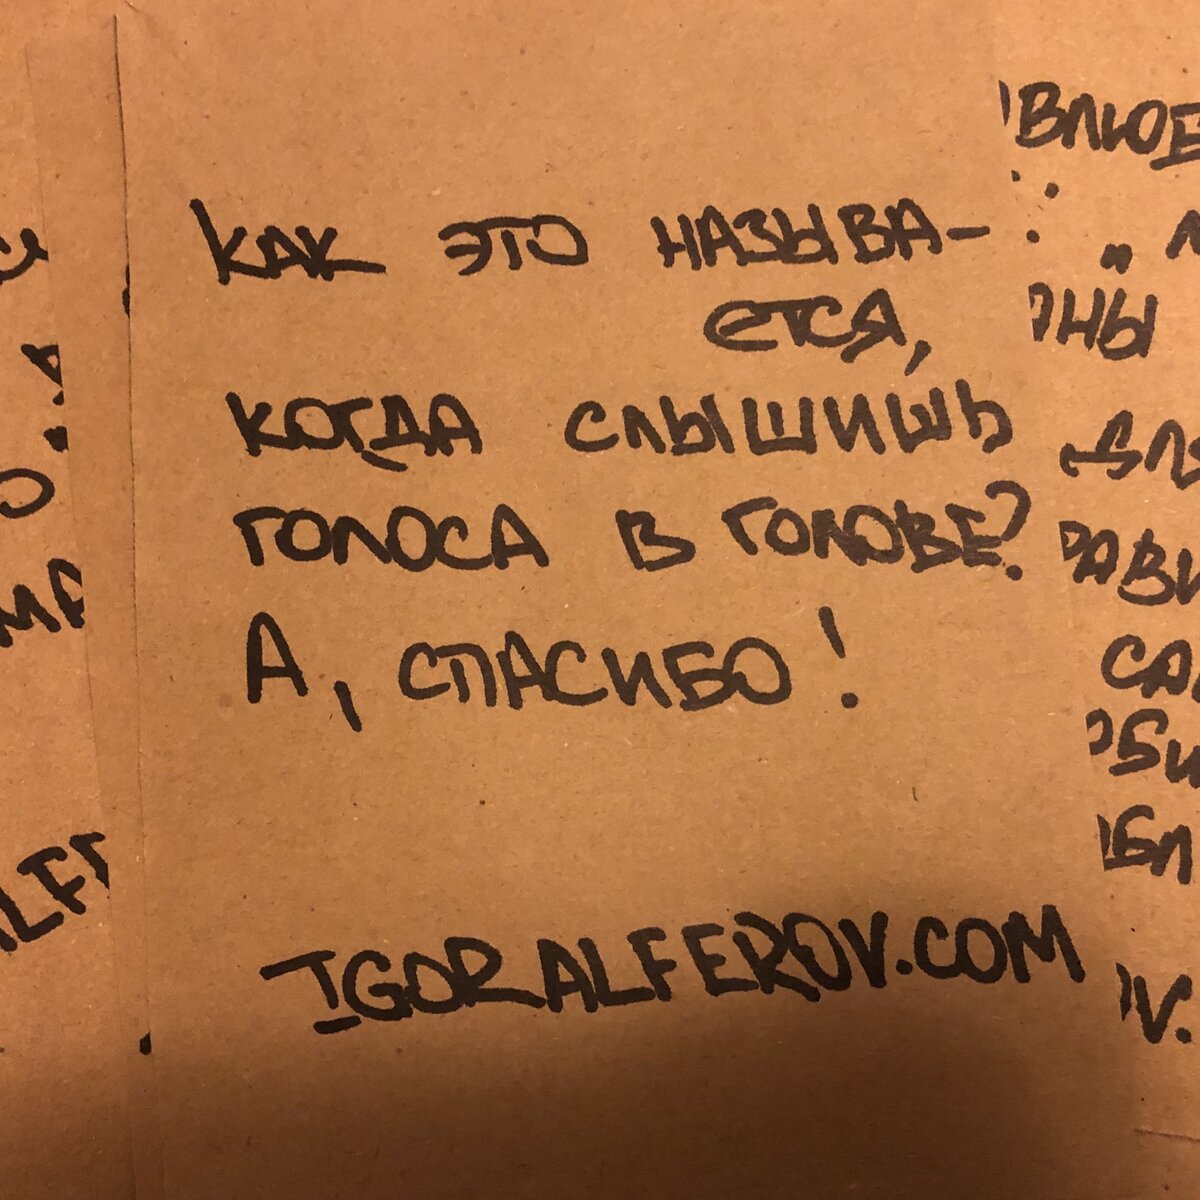 КАК ЭТО НАЗЫВА-
ЕТСЯ,
КОГДА СЛЫШИШЬ
ГОЛОСА В ГОЛОВЕ?
А, СПАСИБО!
IGORALFEROV.COM